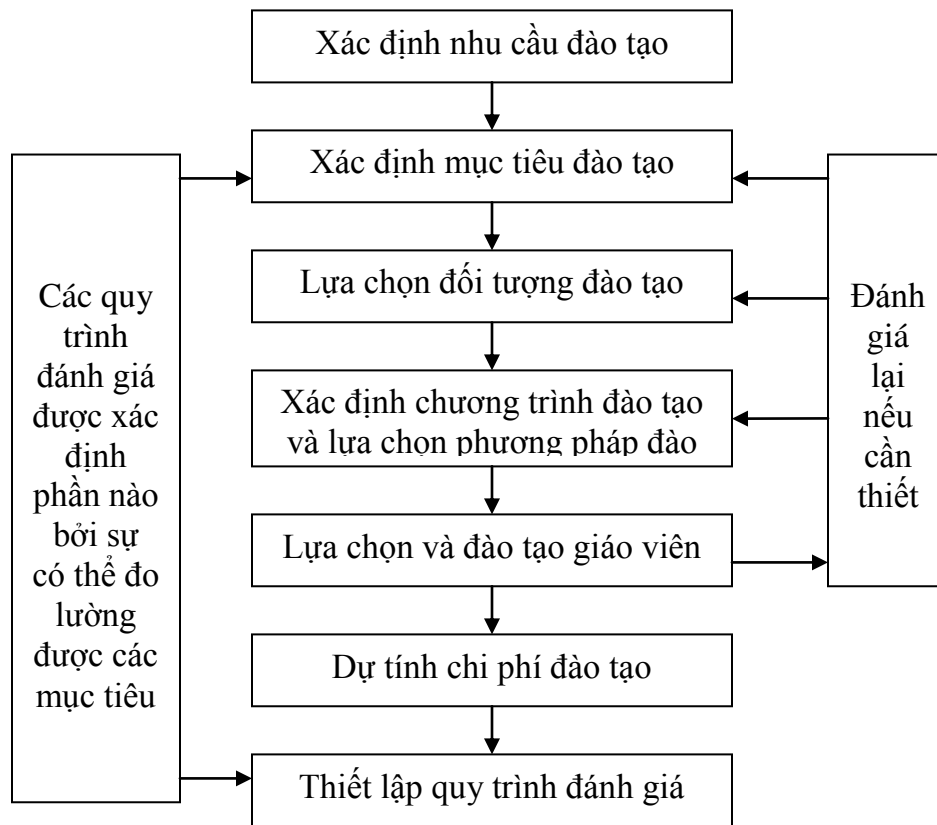 Xác định nhu cầu đào tạo
Xác định mục tiêu đào tạo
Lựa chọn đối tượng đào tạo
Xác định chương trình đào tạo
và lựa chọn phương pháp đào
Lựa chọn và đào tạo giáo viên
Dự tính chi phí đào tạo
Thiết lập quy trình đánh giá
Các quy
trình
đánh giá
được xác
định
phần nào
bởi sự
có thể đo
lường
được các
mục tiêu
Đánh
giá
lại
nếu
cần
thiết